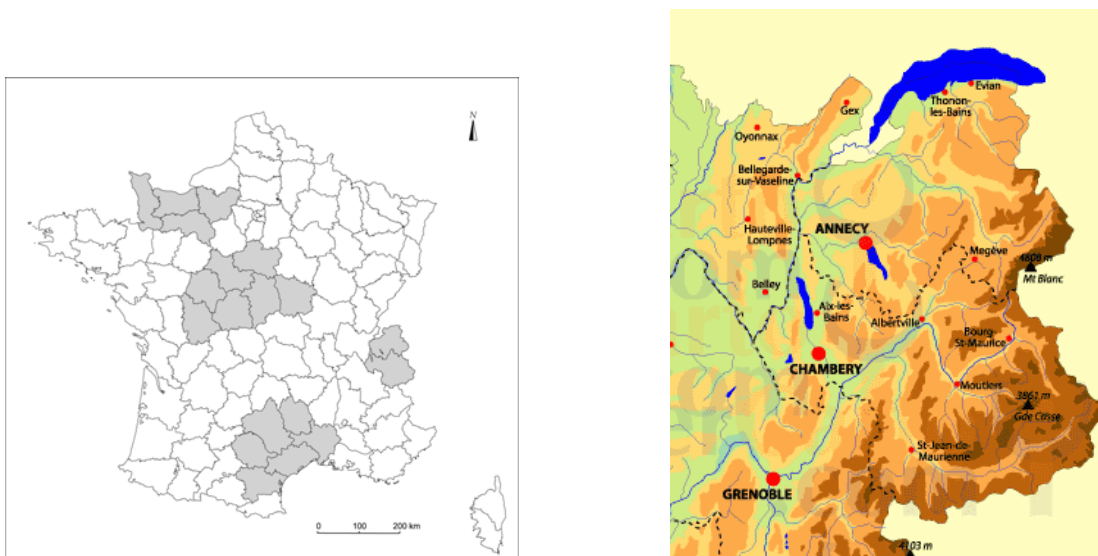 N
0 100 200 km
Evian
Thonon-
les-Bains
Gex
Oyonnax
Bellegarde-
sur-Vaseline
Hauteville-
Lompnes
ANNECY
Megève
4808 m
Mt Blanc
Belley
Aix-les-
Bains
Albertville
Bourg-
St-Maurice
CHAMBERY
Moutiers
3861 m
Gde Casse
St-Jean-de-
Maurienne
GRENOBLE
4103 m